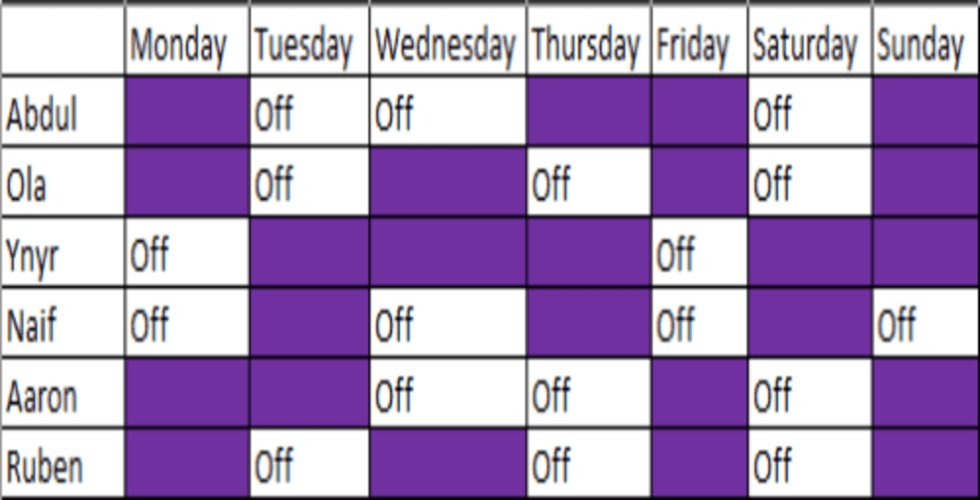 Monday Tuesday Wednesday Thursday Friday Saturday Sunday
Abdul Off Off Off
Ola Off Off Off
Ynyr Off Off
Naif Off Off Off Off
Aaron Off Off Off
Ruben Off Off Off